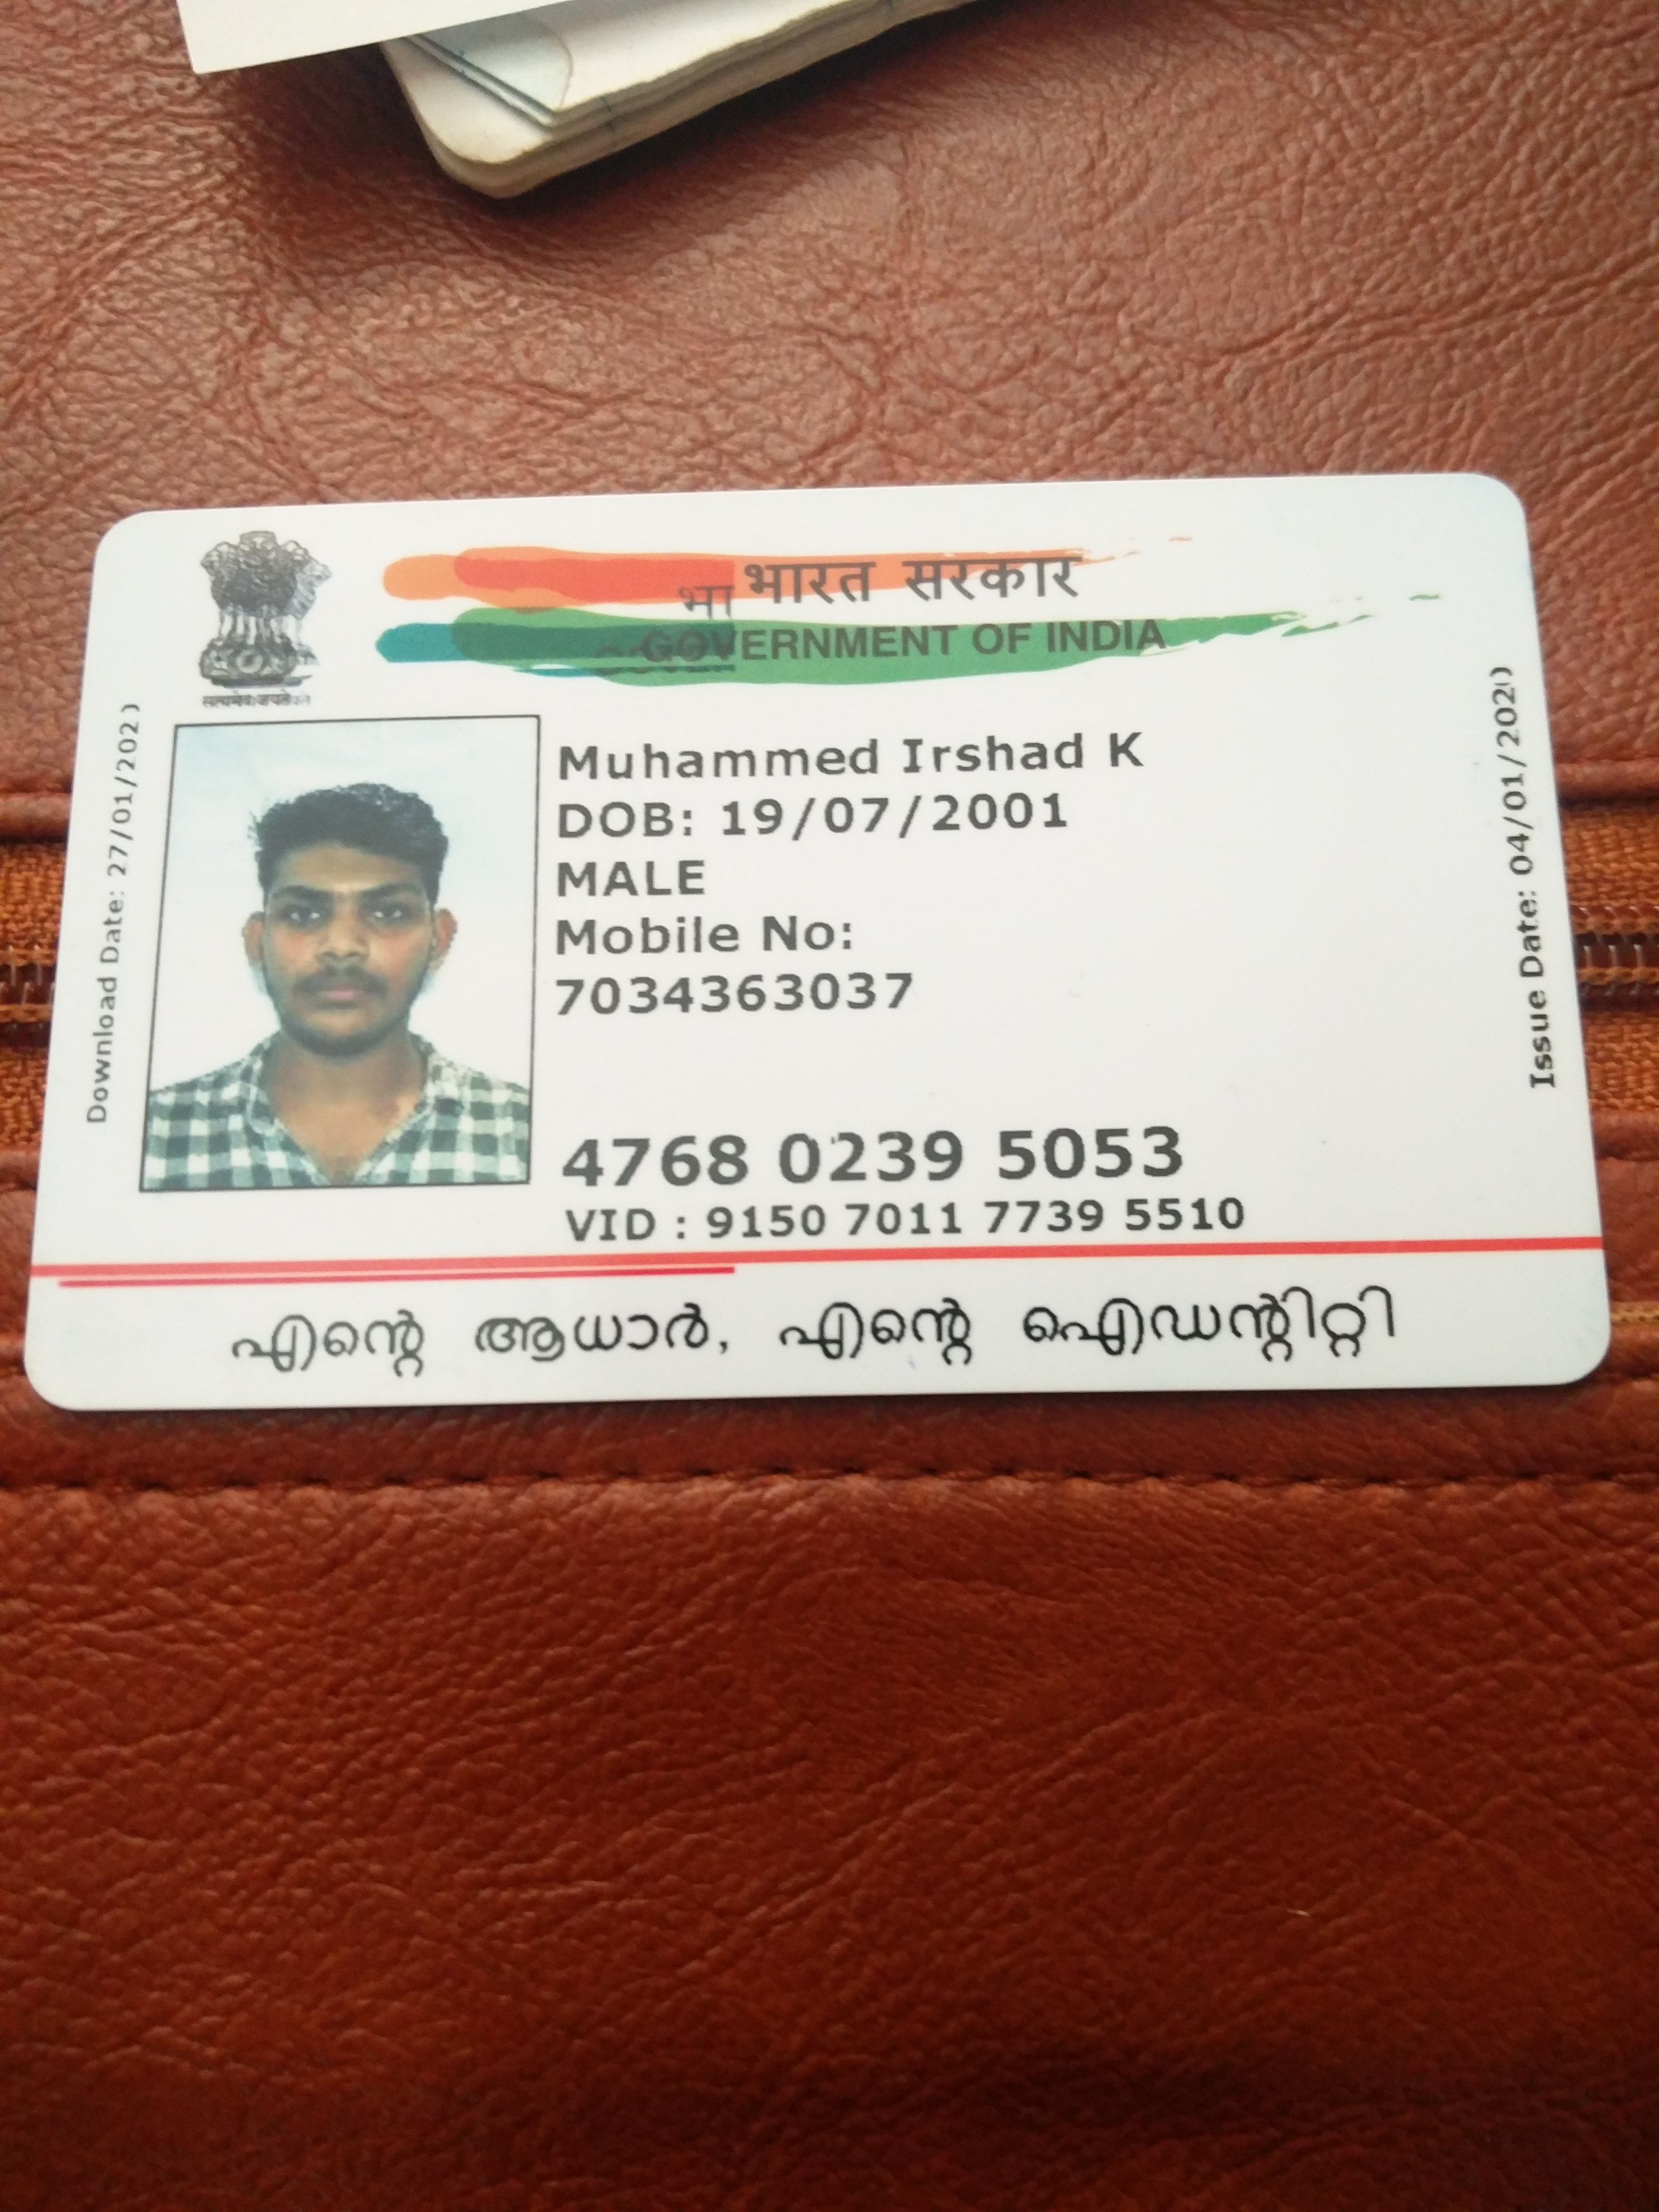 भारत सरकार
GOVERNMENT OF INDIA
सत्यमेव जयते
Download Date: 27/01/202
Issue Date: 04/01/202
Muhammed Irshad K
DOB: 19/07/2001
MALE
Mobile No:
7034363037
4768 0239 5053
VID : 9150 7011 7739 5510
എന്റെ ആധാർ, എന്റെ ഐഡന്റിറ്റി